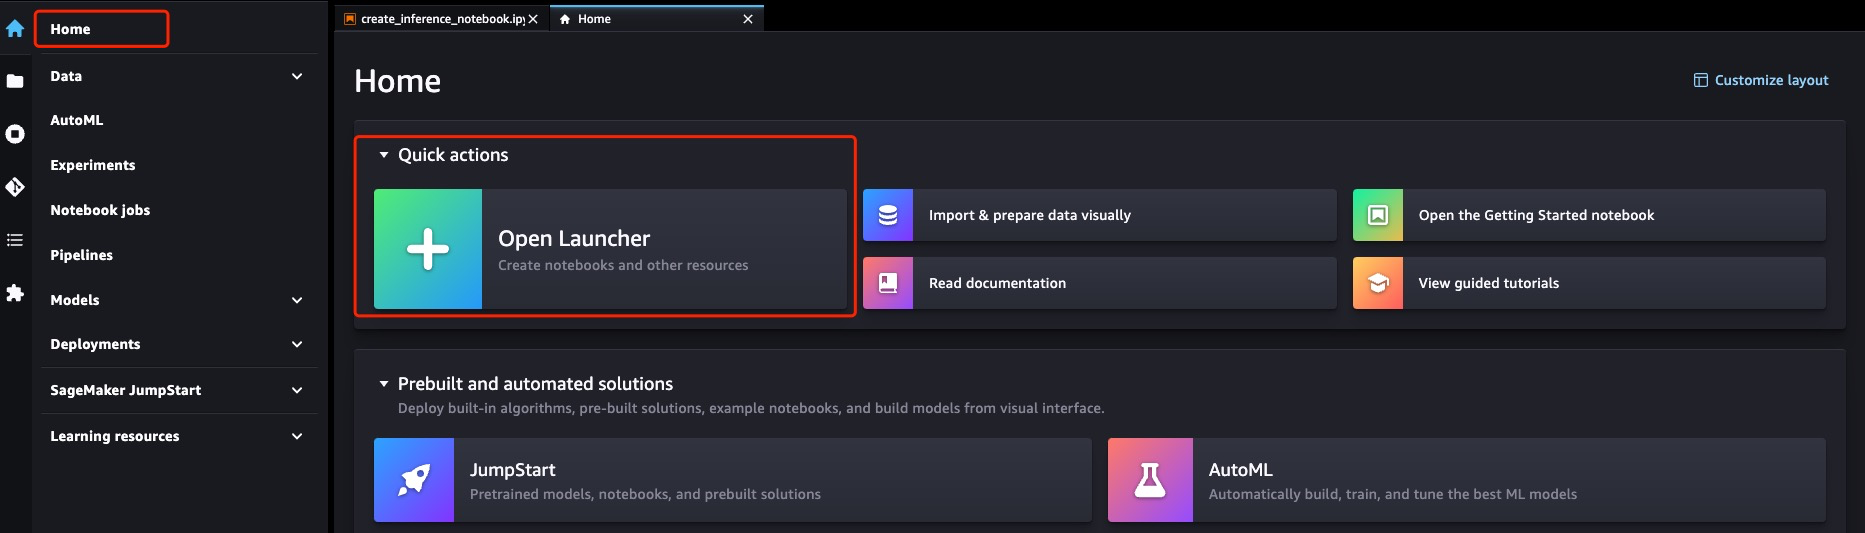 Home
Data
AutoML
Experiments
Notebook jobs
Pipelines
Models
Deployments
SageMaker JumpStart
Learning resources
create_inference_notebook.ipy
Home
Home
Customize layout
Quick actions
Open Launcher
Create notebooks and other resources
Import & prepare data visually
Open the Getting Started notebook
Read documentation
View guided tutorials
Prebuilt and automated solutions
Deploy built-in algorithms, pre-built solutions, example notebooks, and build models from visual interface.
JumpStart
Pretrained models, notebooks, and prebuilt solutions
AutoML
Automatically build, train, and tune the best ML models